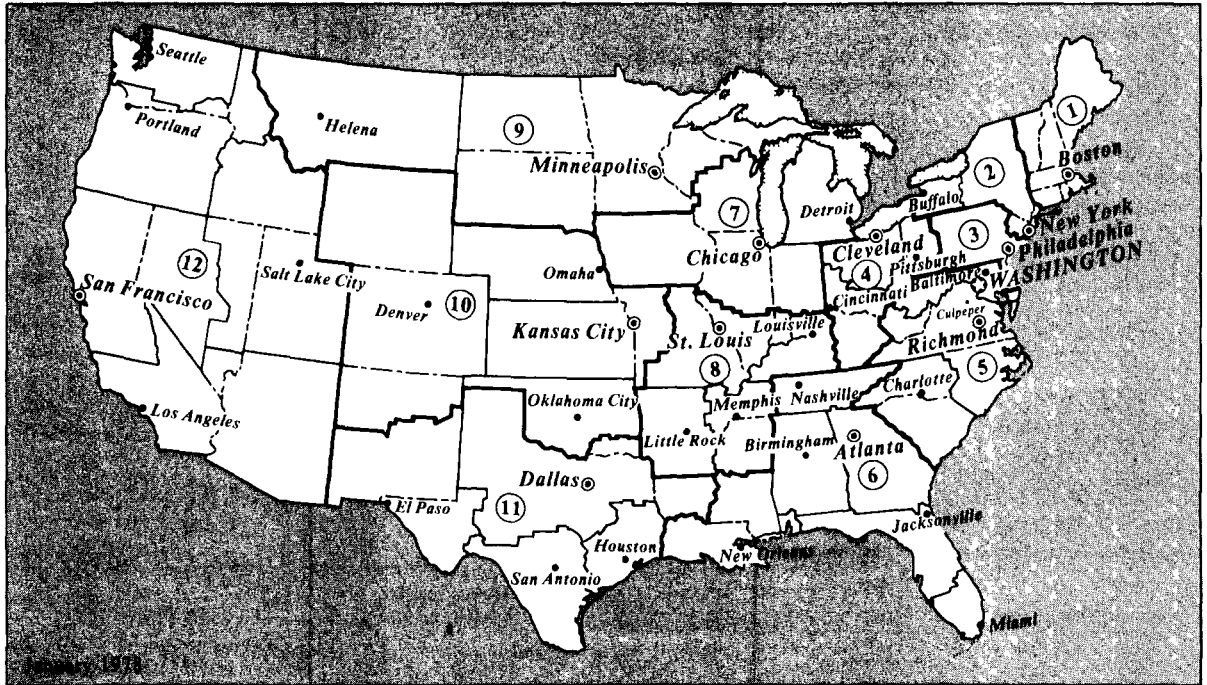 Seattle
Portland
Helena
9
Minneapolis
1
Boston
2
Buffalo
7
Detroit
New York
3
Philadelphia
Cleveland
Pittsburgh
WASHINGTON
Baltimore
4
Cincinnati
Chicago
12
Salt Lake City
Omaha
San Francisco
Denver
10
Kansas City
St. Louis
Louisville
Culpeper
Richmond
8
5
Charlotte
Los Angeles
Oklahoma City
Memphis
Nashville
Little Rock
Birmingham
Atlanta
6
Dallas
11
El Paso
Jacksonville
Houston
New Orleans
San Antonio
Miami
January 1978